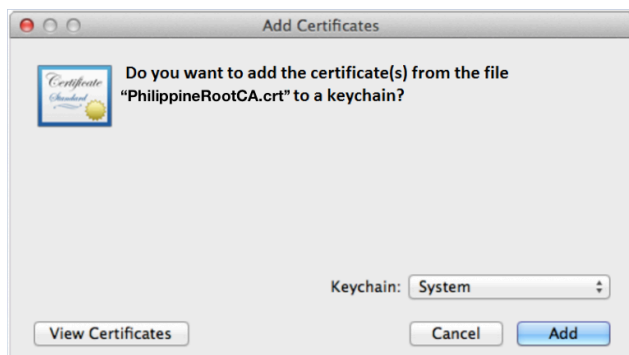 Add Certificates
Certificate
Standard
Do you want to add the certificate(s) from the file
“PhilippineRootCA.crt” to a keychain?
Keychain: System
View Certificates Cancel Add